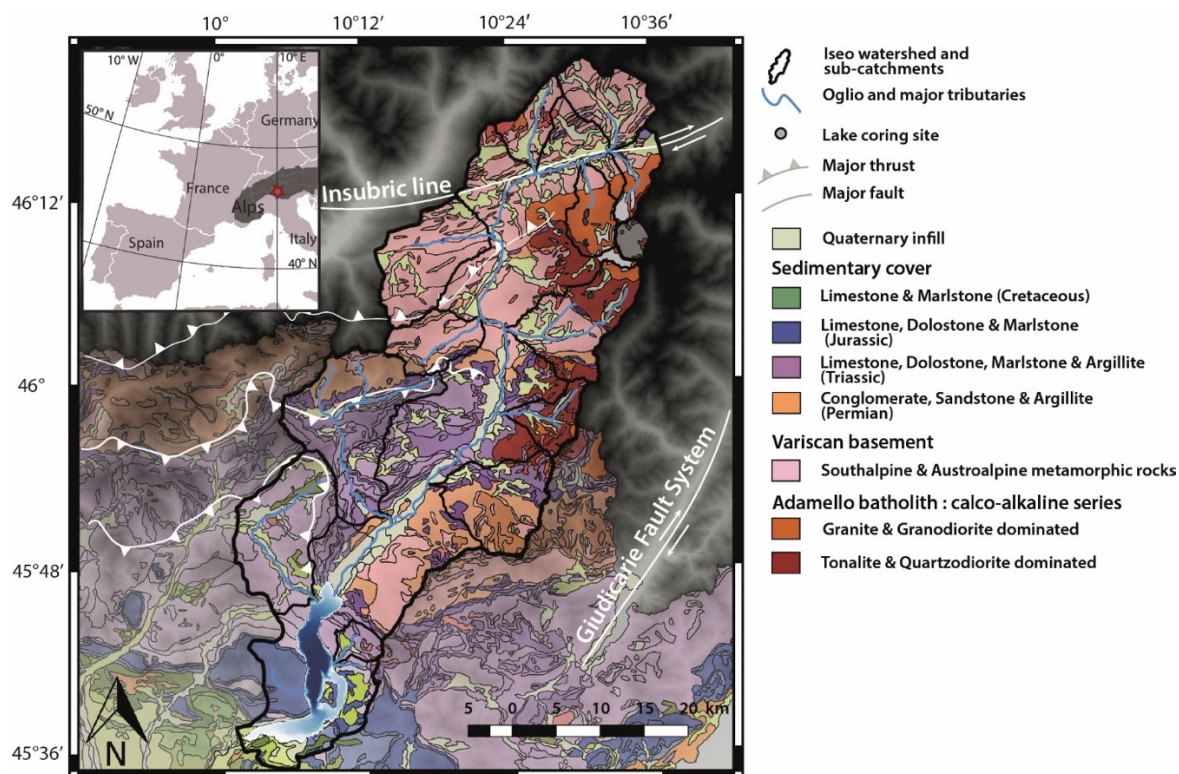 10°
10°12′
10°24′
10°36′
46°12′
46°
45°48′
45°36′
10° W
0°
10° E
50° N
Germany
France
Alps
Spain
Italy
40° N
Insubric line
Giudicarie Fault System
5 0 5 10 15 20 km
N
Iseo watershed and
sub-catchments
Oglio and major tributaries
Lake coring site
Major thrust
Major fault
Quaternary infill
Sedimentary cover
Limestone & Marlstone (Cretaceous)
Limestone, Dolostone & Marlstone
(Jurassic)
Limestone, Dolostone, Marlstone & Argillite
(Triassic)
Conglomerate, Sandstone & Argillite
(Permian)
Variscan basement
Southalpine & Austroalpine metamorphic rocks
Adamello batholith : calco-alkaline series
Granite & Granodiorite dominated
Tonalite & Quartzodiorite dominated